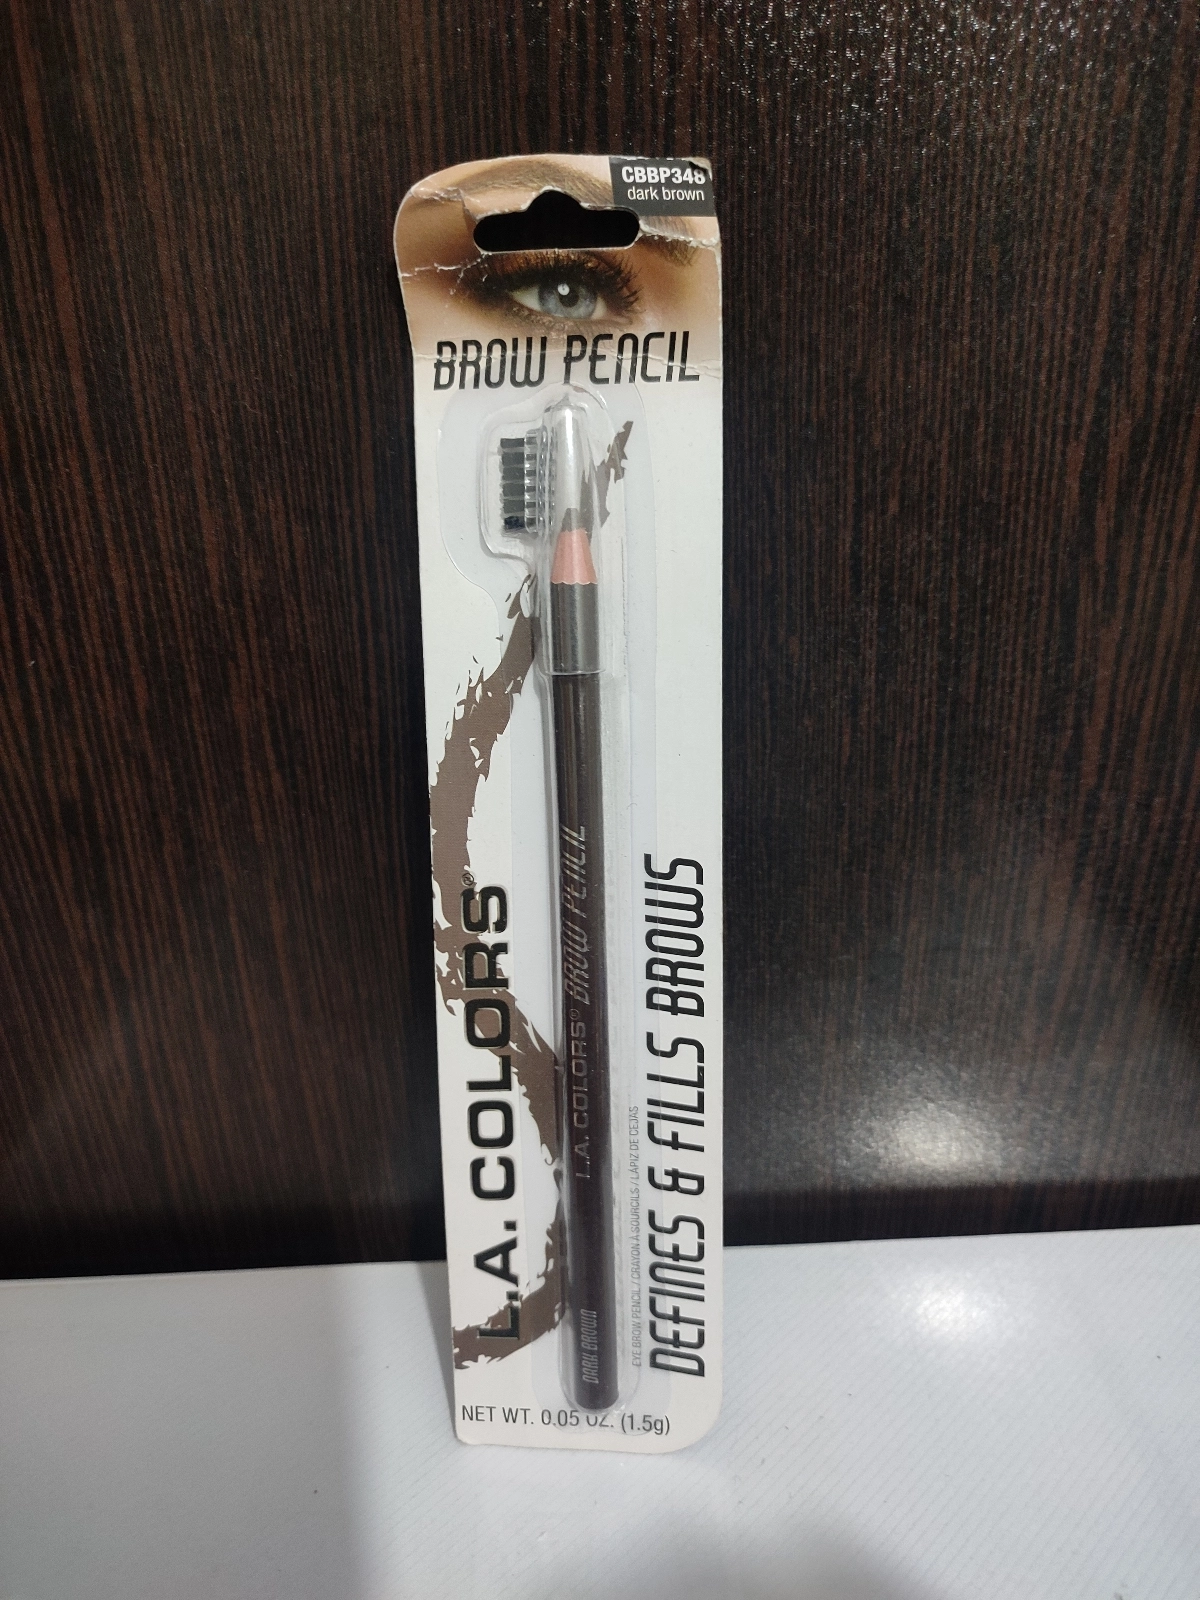 CBBP348
dark brown
BROW PENCIL
L.A. COLORS®
L.A. COLORS® BROW PENCIL
DARK BROWN
EYE BROW PENCIL / CRAYON À SOURCILS / LÁPIZ DE CEJAS
DEFINES & FILLS BROWS
NET WT. 0.05 OZ. (1.5g)